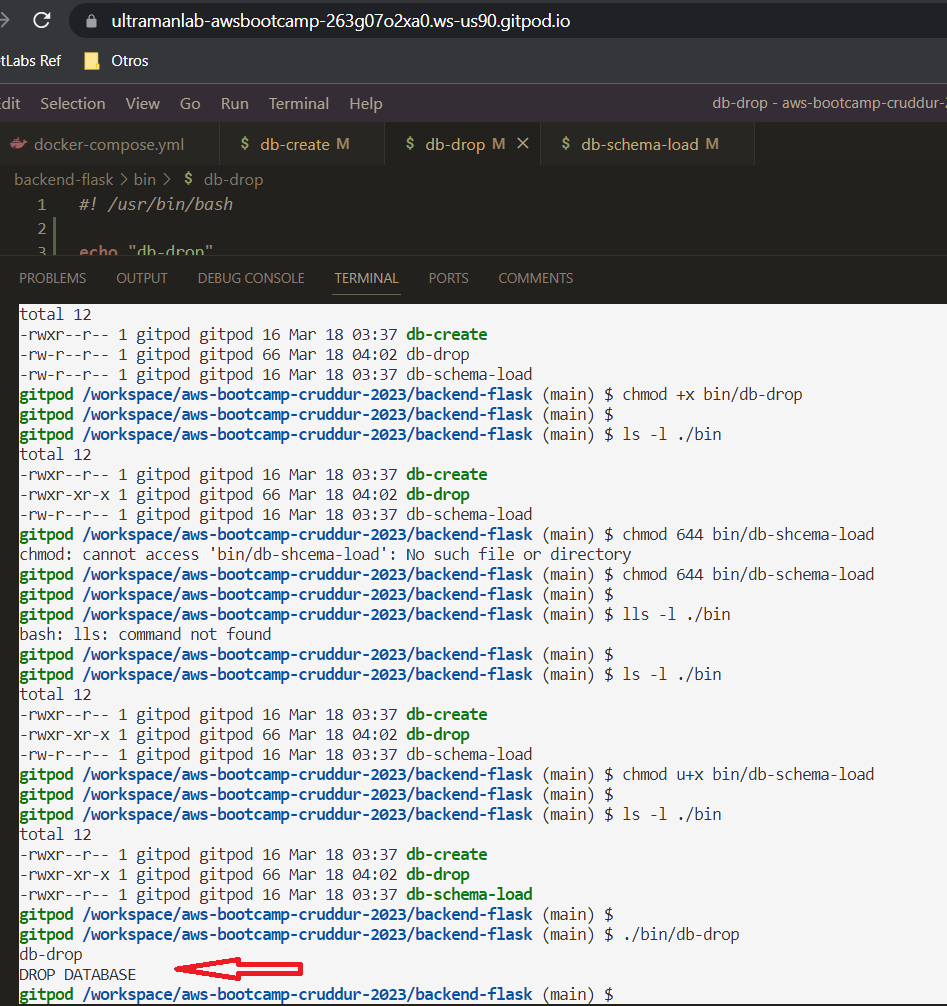 ultramanlab-awsbootcamp-263g07o2xa0.ws-us90.gitpod.io
tLabs Ref Otros
dit Selection View Go Run Terminal Help db-drop - aws-bootcamp-cruddur-2
docker-compose.yml $ db-create M $ db-drop M × $ db-schema-load M
backend-flask > bin > $ db-drop
1 #! /usr/bin/bash
2
3 echo "db-drop"
PROBLEMS OUTPUT DEBUG CONSOLE TERMINAL PORTS COMMENTS
total 12
-rwxr--r-- 1 gitpod gitpod 16 Mar 18 03:37 db-create
-rw-r--r-- 1 gitpod gitpod 66 Mar 18 04:02 db-drop
-rw-r--r-- 1 gitpod gitpod 16 Mar 18 03:37 db-schema-load
gitpod /workspace/aws-bootcamp-cruddur-2023/backend-flask (main) $ chmod +x bin/db-drop
gitpod /workspace/aws-bootcamp-cruddur-2023/backend-flask (main) $
gitpod /workspace/aws-bootcamp-cruddur-2023/backend-flask (main) $ ls -l ./bin
total 12
-rwxr--r-- 1 gitpod gitpod 16 Mar 18 03:37 db-create
-rwxr-xr-x 1 gitpod gitpod 66 Mar 18 04:02 db-drop
-rw-r--r-- 1 gitpod gitpod 16 Mar 18 03:37 db-schema-load
gitpod /workspace/aws-bootcamp-cruddur-2023/backend-flask (main) $ chmod 644 bin/db-shcema-load
chmod: cannot access 'bin/db-shcema-load': No such file or directory
gitpod /workspace/aws-bootcamp-cruddur-2023/backend-flask (main) $ chmod 644 bin/db-schema-load
gitpod /workspace/aws-bootcamp-cruddur-2023/backend-flask (main) $
gitpod /workspace/aws-bootcamp-cruddur-2023/backend-flask (main) $ lls -l ./bin
bash: lls: command not found
gitpod /workspace/aws-bootcamp-cruddur-2023/backend-flask (main) $
gitpod /workspace/aws-bootcamp-cruddur-2023/backend-flask (main) $ ls -l ./bin
total 12
-rwxr--r-- 1 gitpod gitpod 16 Mar 18 03:37 db-create
-rwxr-xr-x 1 gitpod gitpod 66 Mar 18 04:02 db-drop
-rw-r--r-- 1 gitpod gitpod 16 Mar 18 03:37 db-schema-load
gitpod /workspace/aws-bootcamp-cruddur-2023/backend-flask (main) $ chmod u+x bin/db-schema-load
gitpod /workspace/aws-bootcamp-cruddur-2023/backend-flask (main) $
gitpod /workspace/aws-bootcamp-cruddur-2023/backend-flask (main) $ ls -l ./bin
total 12
-rwxr--r-- 1 gitpod gitpod 16 Mar 18 03:37 db-create
-rwxr-xr-x 1 gitpod gitpod 66 Mar 18 04:02 db-drop
-rwxr--r-- 1 gitpod gitpod 16 Mar 18 03:37 db-schema-load
gitpod /workspace/aws-bootcamp-cruddur-2023/backend-flask (main) $
gitpod /workspace/aws-bootcamp-cruddur-2023/backend-flask (main) $ ./bin/db-drop
db-drop
DROP DATABASE
gitpod /workspace/aws-bootcamp-cruddur-2023/backend-flask (main) $